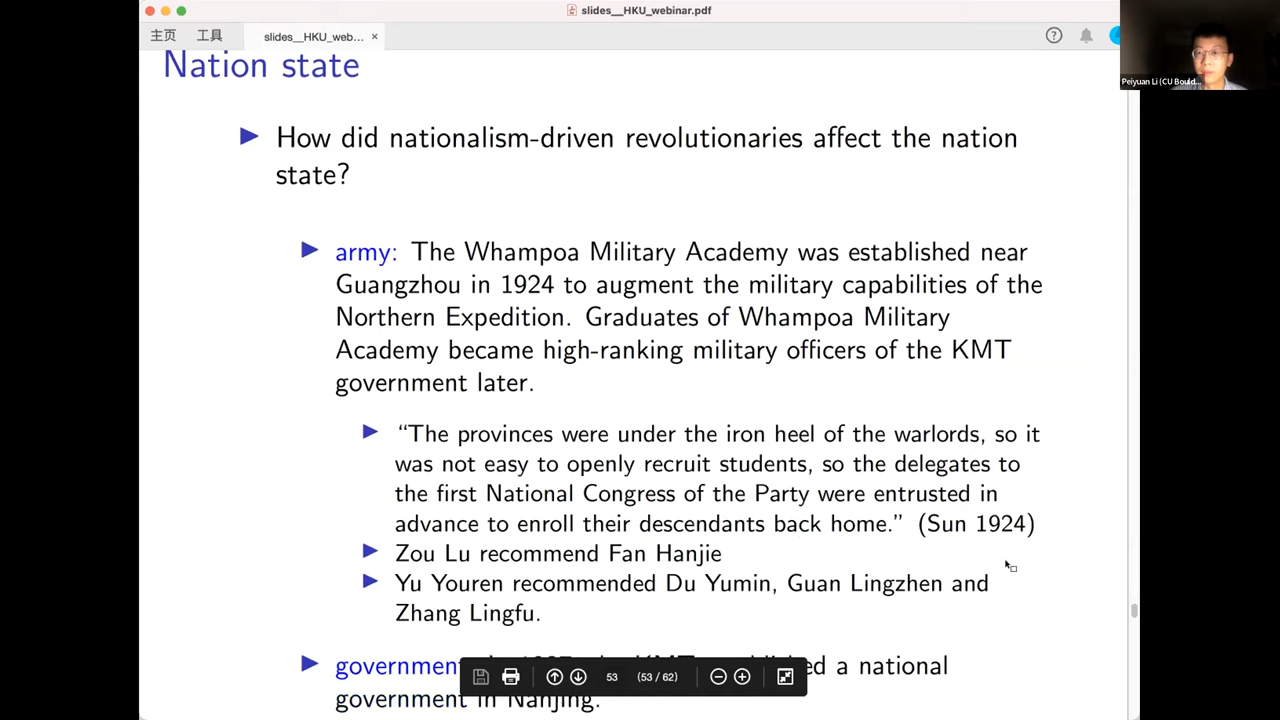 slides__HKU_webinar.pdf
主页 工具 slides__HKU_web... ×
Peiyuan Li (CU Bould...
Nation state
How did nationalism-driven revolutionaries affect the nation
state?
army: The Whampoa Military Academy was established near
Guangzhou in 1924 to augment the military capabilities of the
Northern Expedition. Graduates of Whampoa Military
Academy became high-ranking military officers of the KMT
government later.
“The provinces were under the iron heel of the warlords, so it
was not easy to openly recruit students, so the delegates to
the first National Congress of the Party were entrusted in
advance to enroll their descendants back home.” (Sun 1924)
Zou Lu recommend Fan Hanjie
Yu Youren recommended Du Yumin, Guan Lingzhen and
Zhang Lingfu.
government a national
government in Nanjing.
53 (53 / 62)